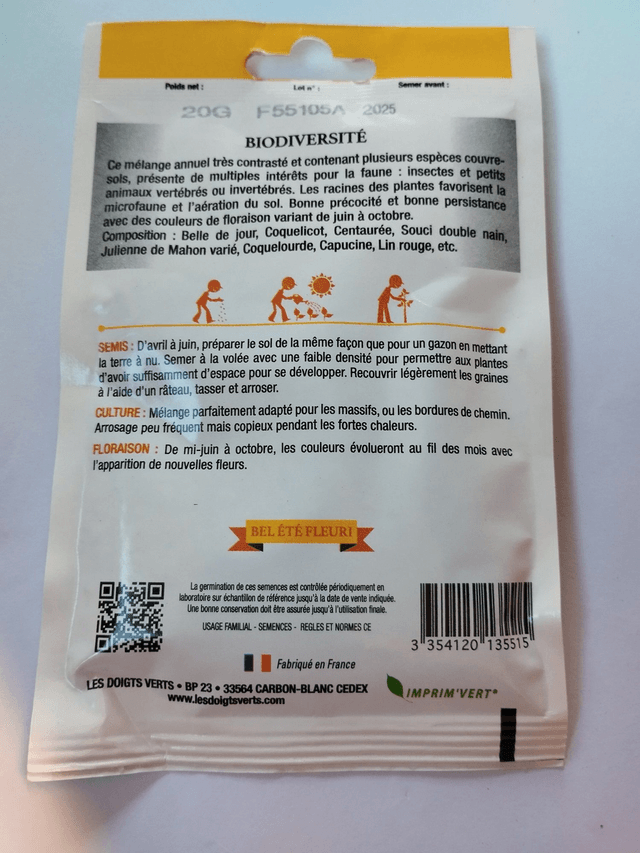 Poids net : Lot n° : Semer avant :
20G F55105A 2025
BIODIVERSITÉ
Ce mélange annuel très contrasté et contenant plusieurs espèces couvre-
sols, présente de multiples intérêts pour la faune : insectes et petits
animaux vertébrés ou invertébrés. Les racines des plantes favorisent la
microfaune et l'aération du sol. Bonne précocité et bonne persistance
avec des couleurs de floraison variant de juin à octobre.
Composition : Belle de jour, Coquelicot, Centaurée, Souci double nain,
Julienne de Mahon varié, Coquelourde, Capucine, Lin rouge, etc.
SEMIS : D'avril à juin, préparer le sol de la même façon que pour un gazon en mettant
la terre à nu. Semer à la volée avec une faible densité pour permettre aux plantes
d'avoir suffisamment d'espace pour se développer. Recouvrir légèrement les graines
à l'aide d'un râteau, tasser et arroser.
CULTURE : Mélange parfaitement adapté pour les massifs, ou les bordures de chemin.
Arrosage peu fréquent mais copieux pendant les fortes chaleurs.
FLORAISON : De mi-juin à octobre, les couleurs évolueront au fil des mois avec
l'apparition de nouvelles fleurs.
BEL ÉTÉ FLEURI
La germination de ces semences est contrôlée périodiquement en
laboratoire sur échantillon de référence jusqu'à la date de vente indiquée.
Une bonne conservation doit être assurée jusqu'à l'utilisation finale.
USAGE FAMILIAL - SEMENCES - REGLES ET NORMES CE
3 354120 135515
Fabriqué en France
LES DOIGTS VERTS • BP 23 • 33564 CARBON-BLANC CEDEX
www.lesdoigtsverts.com
IMPRIM'VERT®